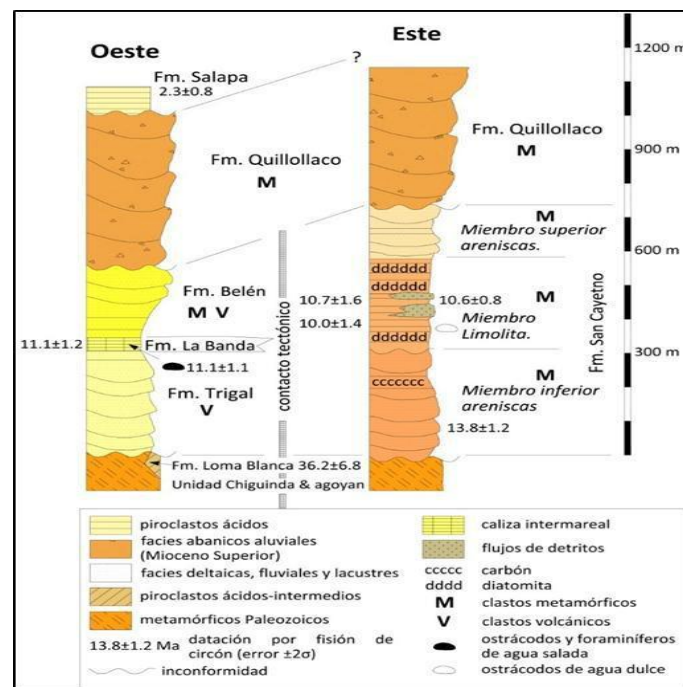 Oeste
Este
1200 m
?
Fm. Salapa
2.3±0.8
Fm. Quillollaco
M
Fm. Quillollaco
M
900 m
M
Miembro superior
areniscas.
600 m
dddddd
dddddd
Fm. Belén
M V
10.7±1.6
10.6±0.8
M
10.0±1.4
Miembro
Limolita.
dddddd
11.1±1.2
Fm. La Banda
11.1±1.1
300 m
Fm. Trigal
V
contacto tectónico
Fm. San Cayetno
ccccccc
M
Miembro inferior
areniscas
13.8±1.2
Fm. Loma Blanca 36.2±6.8
Unidad Chiguinda & agoyan
piroclastos ácidos
facies abanicos aluviales
(Mioceno Superior)
facies deltaicas, fluviales y lacustres
piroclastos ácidos-intermedios
metamórficos Paleozoicos
13.8±1.2 Ma datación por fisión de
circón (error ±2σ)
inconformidad
caliza intermareal
flujos de detritos
ccccc carbón
dddd diatomita
M clastos metamórficos
V clastos volcánicos
ostrácodos y foraminíferos
de agua salada
ostrácodos de agua dulce